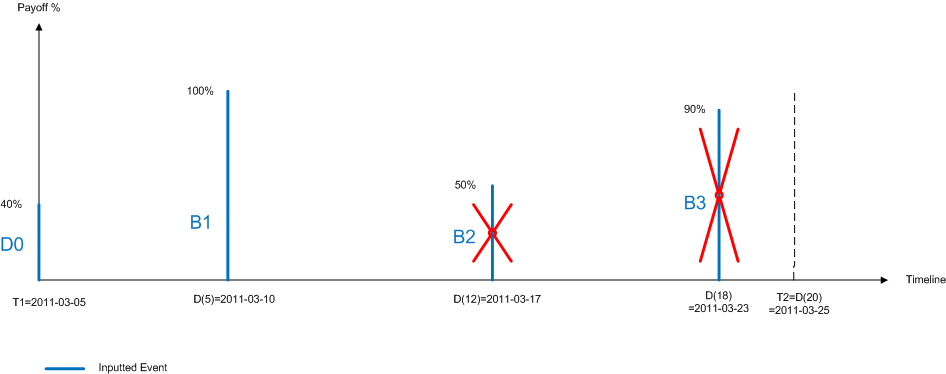 Payoff %
100%
90%
50%
40%
D0
B1
B2
B3
Timeline
T1=2011-03-05
D(5)=2011-03-10
D(12)=2011-03-17
D(18)
=2011-03-23
T2=D(20)
=2011-03-25
Inputted Event